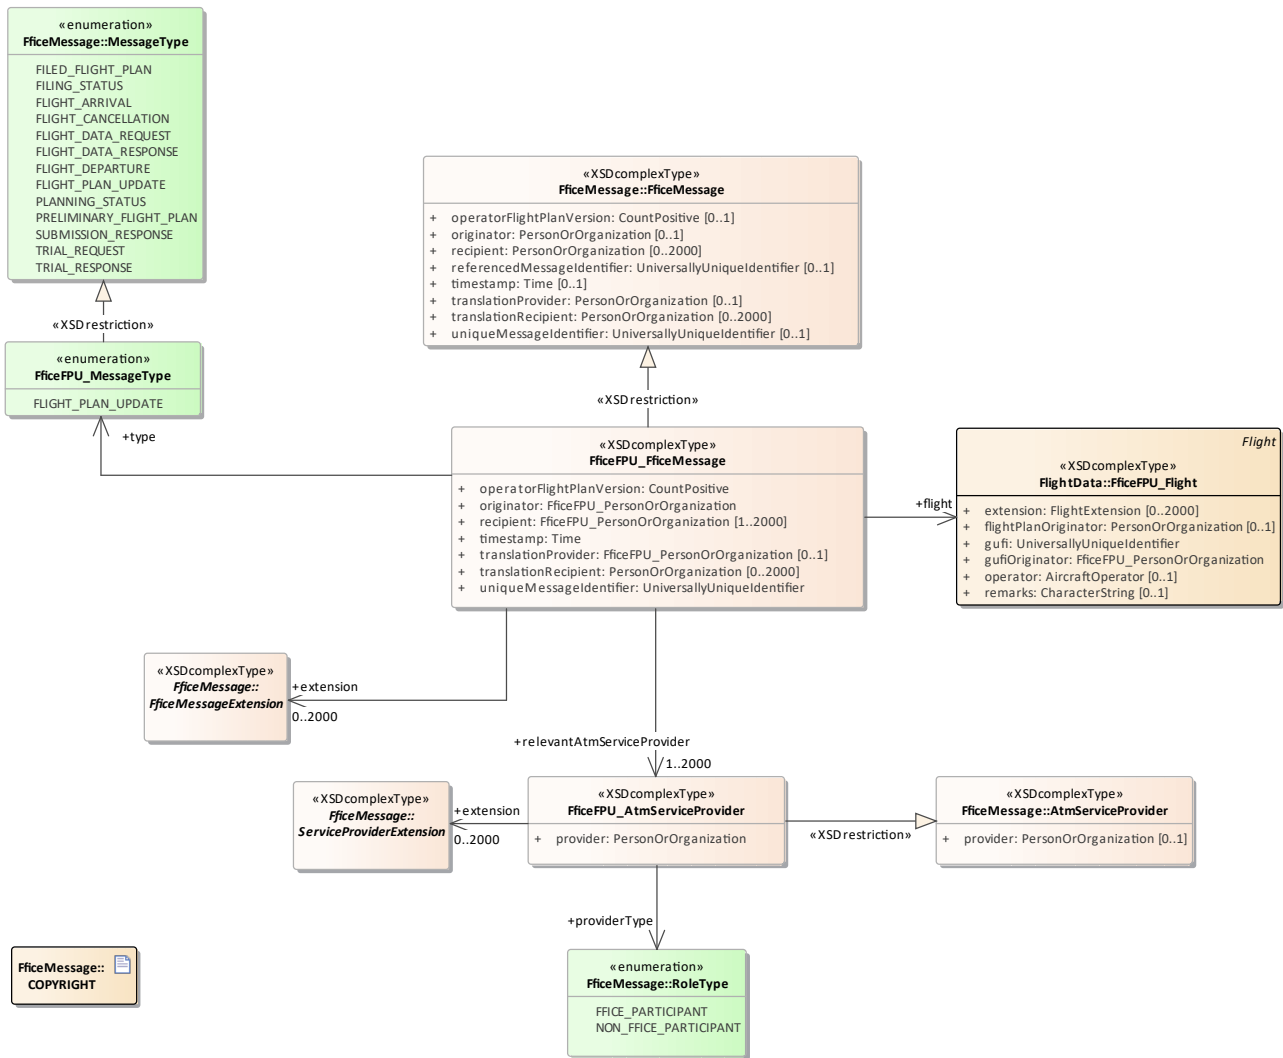 «enumeration»
FficeMessage::MessageType
FILED_FLIGHT_PLAN
FILING_STATUS
FLIGHT_ARRIVAL
FLIGHT_CANCELLATION
FLIGHT_DATA_REQUEST
FLIGHT_DATA_RESPONSE
FLIGHT_DEPARTURE
FLIGHT_PLAN_UPDATE
PLANNING_STATUS
PRELIMINARY_FLIGHT_PLAN
SUBMISSION_RESPONSE
TRIAL_REQUEST
TRIAL_RESPONSE
«XSDrestriction»
«enumeration»
FficeFPU_MessageType
FLIGHT_PLAN_UPDATE
+type
«XSDcomplexType»
FficeMessage::FficeMessage
+ operatorFlightPlanVersion: CountPositive [0..1]
+ originator: PersonOrOrganization [0..1]
+ recipient: PersonOrOrganization [0..2000]
+ referencedMessageIdentifier: UniversallyUniqueIdentifier [0..1]
+ timestamp: Time [0..1]
+ translationProvider: PersonOrOrganization [0..1]
+ translationRecipient: PersonOrOrganization [0..2000]
+ uniqueMessageIdentifier: UniversallyUniqueIdentifier [0..1]
«XSDrestriction»
«XSDcomplexType»
FficeFPU_FficeMessage
+ operatorFlightPlanVersion: CountPositive
+ originator: FficeFPU_PersonOrOrganization
+ recipient: FficeFPU_PersonOrOrganization [1..2000]
+ timestamp: Time
+ translationProvider: FficeFPU_PersonOrOrganization [0..1]
+ translationRecipient: PersonOrOrganization [0..2000]
+ uniqueMessageIdentifier: UniversallyUniqueIdentifier
+flight
Flight
«XSDcomplexType»
FlightData::FficeFPU_Flight
+ extension: FlightExtension [0..2000]
+ flightPlanOriginator: PersonOrOrganization [0..1]
+ gufi: UniversallyUniqueIdentifier
+ gufiOriginator: FficeFPU_PersonOrOrganization
+ operator: AircraftOperator [0..1]
+ remarks: CharacterString [0..1]
«XSDcomplexType»
FficeMessage::
FficeMessageExtension
+extension
0..2000
+relevantAtmServiceProvider
1..2000
«XSDcomplexType»
FficeMessage::
ServiceProviderExtension
+extension
0..2000
«XSDcomplexType»
FficeFPU_AtmServiceProvider
+ provider: PersonOrOrganization
«XSDrestriction»
«XSDcomplexType»
FficeMessage::AtmServiceProvider
+ provider: PersonOrOrganization [0..1]
+providerType
«enumeration»
FficeMessage::RoleType
FFICE_PARTICIPANT
NON_FFICE_PARTICIPANT
FficeMessage::
COPYRIGHT